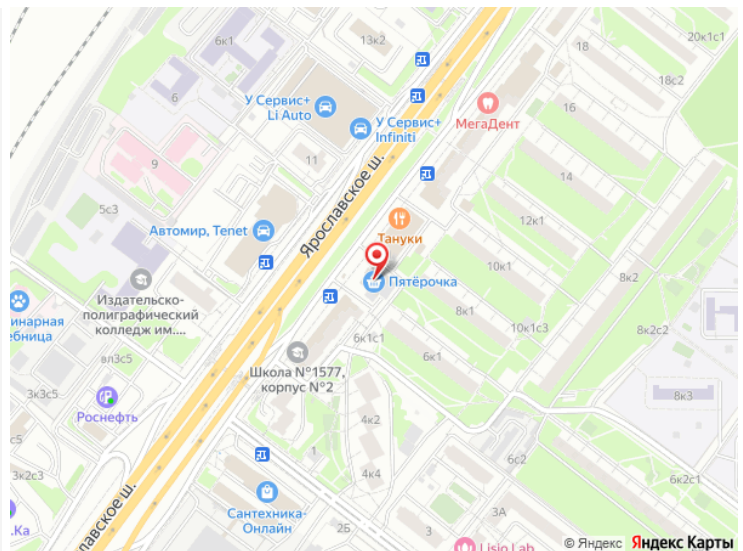 6к1
13к2
20к1с1
18
18с2
У Сервис+
Li Auto
6
У Сервис+
Infiniti
МегаДент
16
11
9
14
Ярославское ш.
5с3
Автомир, Tenet
Тануки
12к1
10к1
8к2
Пятёрочка
Издательско-
полиграфический
колледж им....
8к1
10к1с3
8к2с2
инарная
ебница
вл3с5
6к1с1
6к1
Школа №1577,
корпус №2
3к3с5
Роснефть
8к3
4к2
с5
1
3к2с3
4к4
6с2
6к2с1
лавское ш.
Сантехника-
Онлайн
2Б
3А
3
.Ка
Lisio Lab
© Яндекс Яндекс Карты